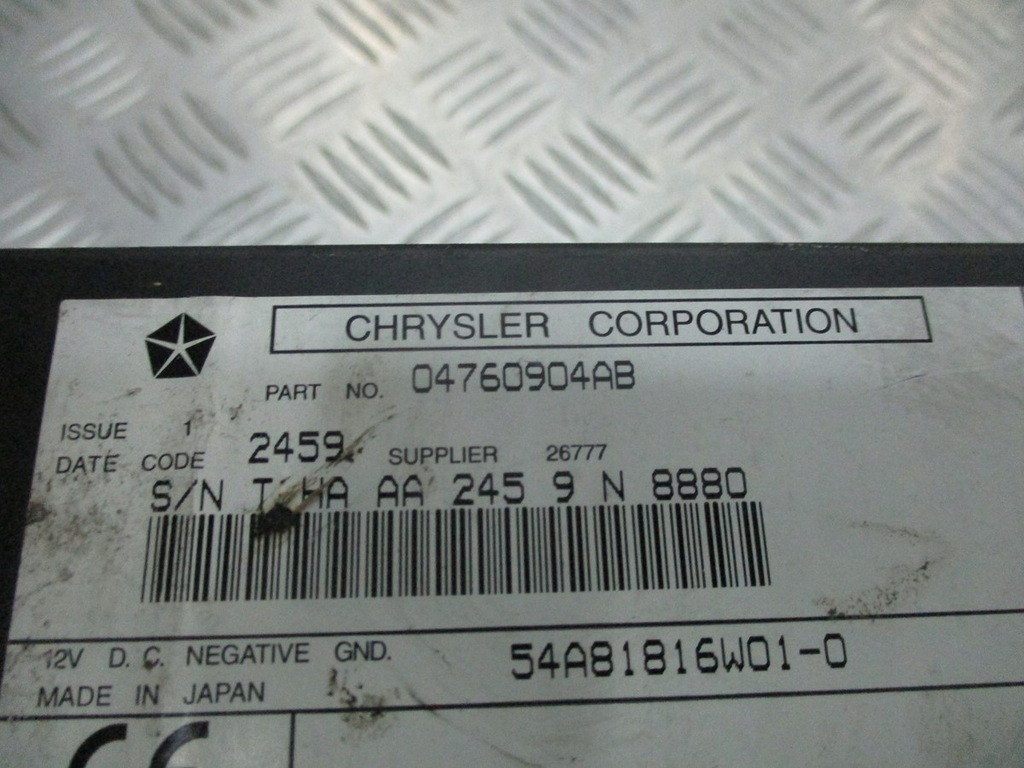 CHRYSLER CORPORATION
PART NO. 04760904AB
ISSUE 1
DATE CODE 2459 SUPPLIER 26777
S/N T HA AA 245 9 N 8880
12V D.C. NEGATIVE GND. 54A81816W01-0
MADE IN JAPAN
CE